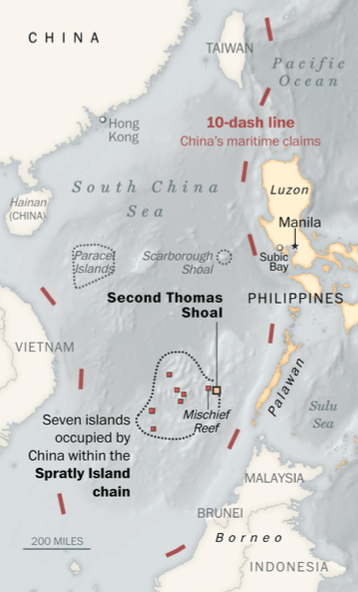 CHINA
TAIWAN
Pacific
Ocean
10-dash line
China's maritime claims
Hong
Kong
South China
Sea
Hainan
(CHINA)
Luzon
Manila
Paracel
Islands
Scarborough
Shoal
Subic
Bay
Second Thomas
Shoal
PHILIPPINES
VIETNAM
Palawan
Mischief
Reef
Sulu
Sea
Seven islands
occupied by
China within the
Spratly Island
chain
MALAYSIA
BRUNEI
Borneo
200 MILES
INDONESIA